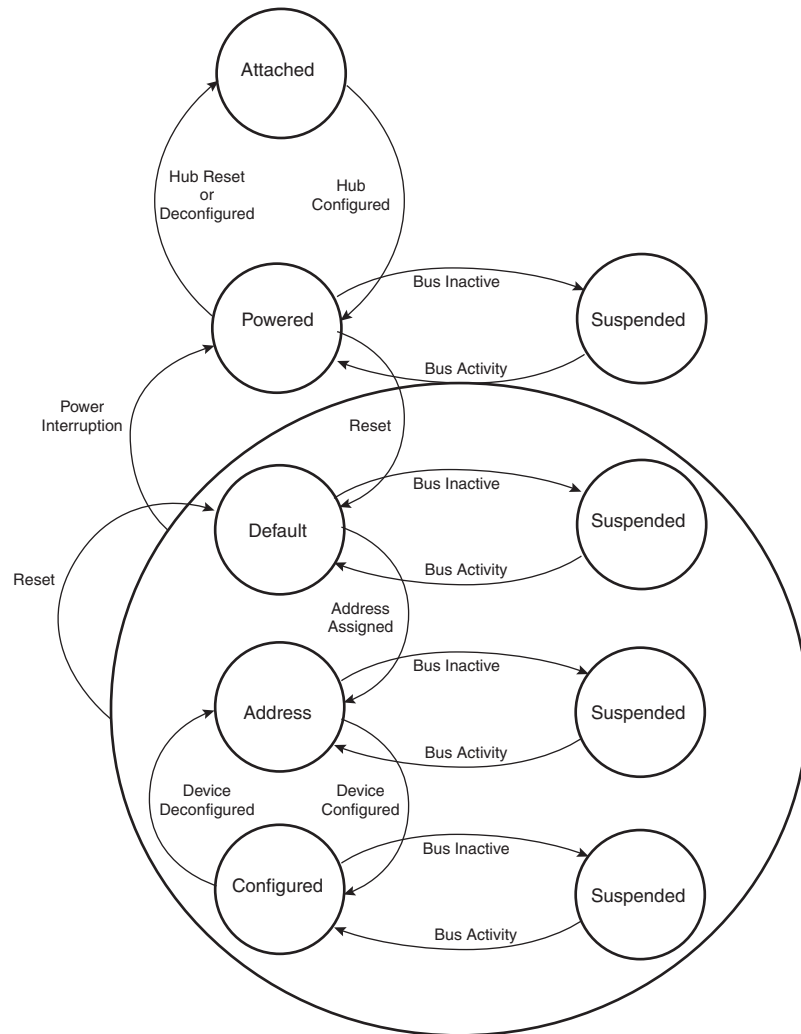 Attached
Hub Reset
or
Deconfigured
Hub
Configured
Bus Inactive
Powered
Suspended
Bus Activity
Power
Interruption
Reset
Bus Inactive
Default
Suspended
Bus Activity
Reset
Address
Assigned
Bus Inactive
Address
Suspended
Bus Activity
Device
Deconfigured
Device
Configured
Bus Inactive
Configured
Suspended
Bus Activity